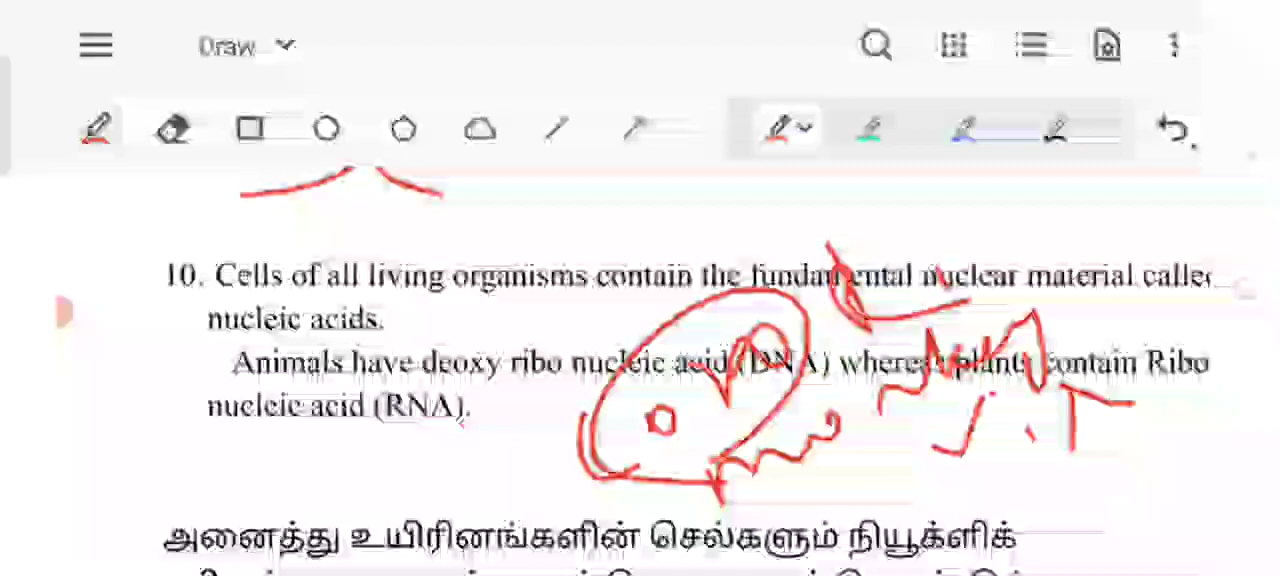 Draw
10. Cells of all living organisms contain the fundamental nuclear material calle
nucleic acids.
Animals have deoxy ribo nucleic acid (DNA) whereas plants contain Ribo
nucleic acid (RNA).
அனைத்து உயிரினங்களின் செல்களும் நியூக்ளிக்